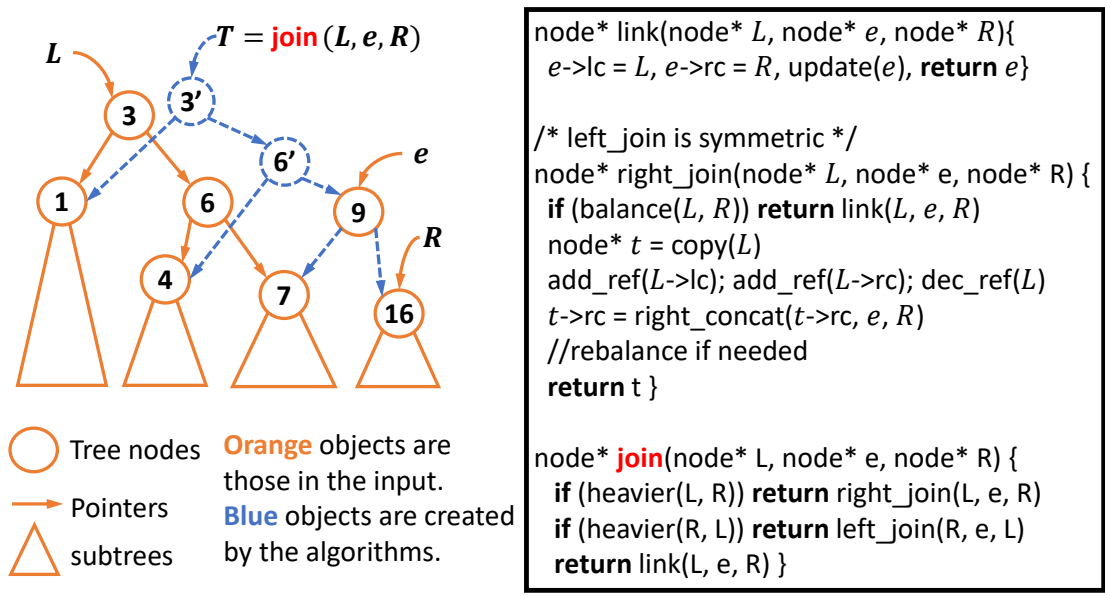 T = join (L, e, R)
L
3
3’
6’
e
1
6
9
R
4
7
16
Tree nodes
Pointers
subtrees
Orange objects are
those in the input.
Blue objects are created
by the algorithms.
node* link(node* L, node* e, node* R){
e->lc = L, e->rc = R, update(e), return e}
/* left_join is symmetric */
node* right_join(node* L, node* e, node* R) {
if (balance(L, R)) return link(L, e, R)
node* t = copy(L)
add_ref(L->lc); add_ref(L->rc); dec_ref(L)
t->rc = right_concat(t->rc, e, R)
//rebalance if needed
return t }
node* join(node* L, node* e, node* R) {
if (heavier(L, R)) return right_join(L, e, R)
if (heavier(R, L)) return left_join(R, e, L)
return link(L, e, R) }